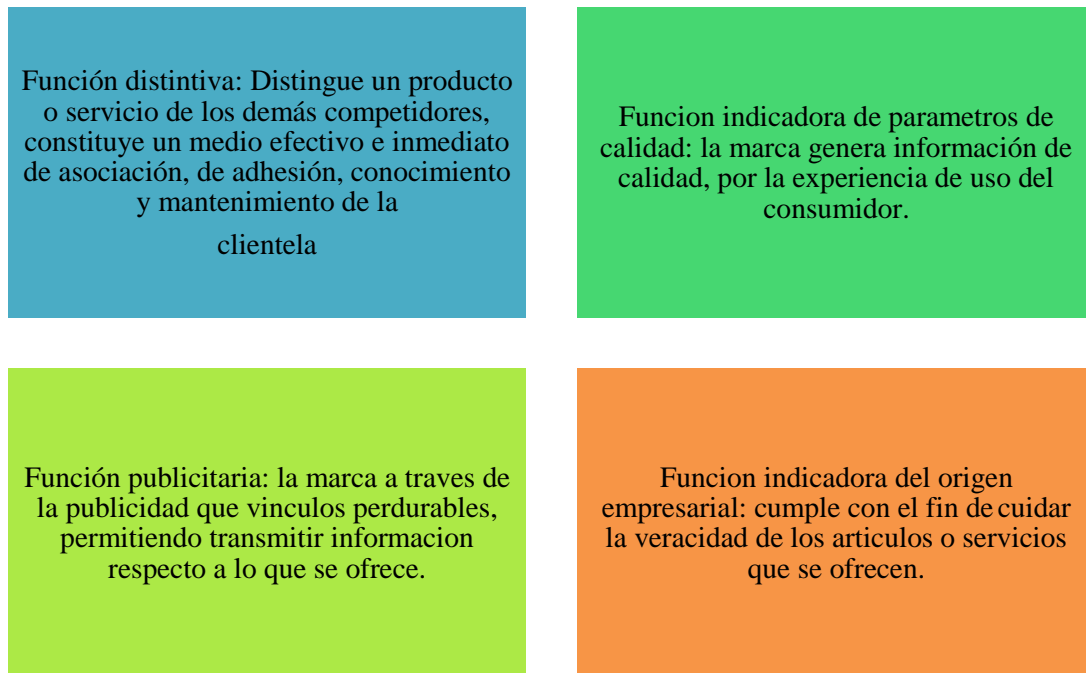 Función distintiva: Distingue un producto
o servicio de los demás competidores,
constituye un medio efectivo e inmediato
de asociación, de adhesión, conocimiento
y mantenimiento de la
clientela
Funcion indicadora de parametros de
calidad: la marca genera información de
calidad, por la experiencia de uso del
consumidor.
Función publicitaria: la marca a traves de
la publicidad que vinculos perdurables,
permitiendo transmitir informacion
respecto a lo que se ofrece.
Funcion indicadora del origen
empresarial: cumple con el fin de cuidar
la veracidad de los articulos o servicios
que se ofrecen.